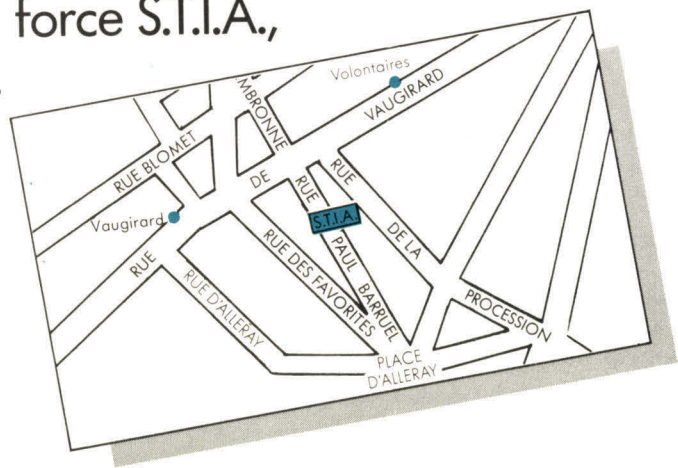 force S.T.I.A.,
Volontaires
MBRONNE
VAUGIRARD
RUE BLOMET
DE
RUE
RUE
Vaugirard
S.T.I.A.
DE LA
RUE
RUE D'ALLERAY
RUE DES FAVORITES
PAUL BARRUEL
PROCESSION
PLACE
D'ALLERAY